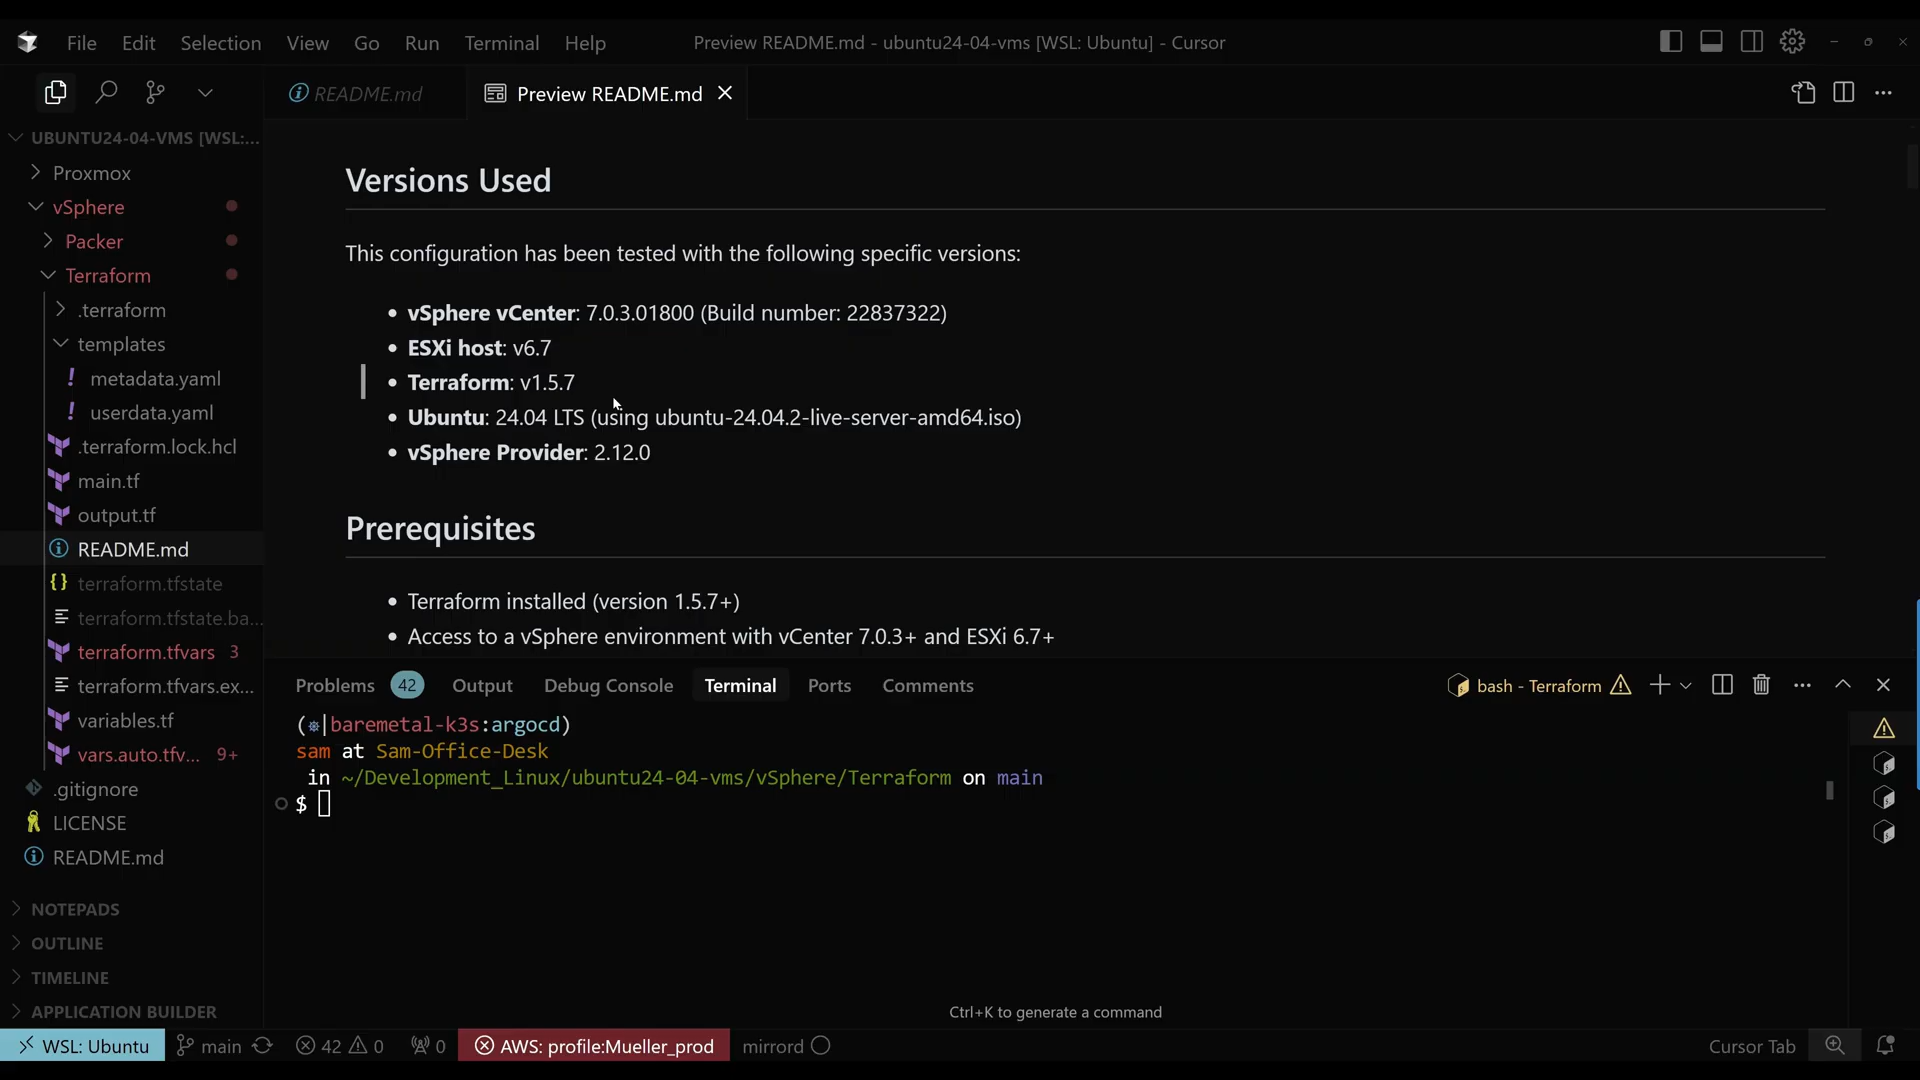 File Edit Selection View Go Run Terminal Help
Preview README.md - ubuntu24-04-vms [WSL: Ubuntu] - Cursor
README.md
Preview README.md
UBUNTU24-04-VMS [WSL:...
Proxmox
vSphere
Packer
Terraform
.terraform
templates
metadata.yaml
userdata.yaml
.terraform.lock.hcl
main.tf
output.tf
README.md
terraform.tfstate
terraform.tfstate.ba...
terraform.tfvars 3
terraform.tfvars.ex...
variables.tf
vars.auto.tfv... 9+
.gitignore
LICENSE
README.md
NOTEPADS
OUTLINE
TIMELINE
APPLICATION BUILDER
Versions Used
This configuration has been tested with the following specific versions:
• vSphere vCenter: 7.0.3.01800 (Build number: 22837322)
• ESXi host: v6.7
• Terraform: v1.5.7
• Ubuntu: 24.04 LTS (using ubuntu-24.04.2-live-server-amd64.iso)
• vSphere Provider: 2.12.0
Prerequisites
• Terraform installed (version 1.5.7+)
• Access to a vSphere environment with vCenter 7.0.3+ and ESXi 6.7+
Problems 42 Output Debug Console Terminal Ports Comments
bash - Terraform
(⎈|baremetal-k3s:argocd)
sam at Sam-Office-Desk
in ~/Development_Linux/ubuntu24-04-vms/vSphere/Terraform on main
$
Ctrl+K to generate a command
WSL: Ubuntu main 42 0 0 AWS: profile:Mueller_prod mirrord Cursor Tab